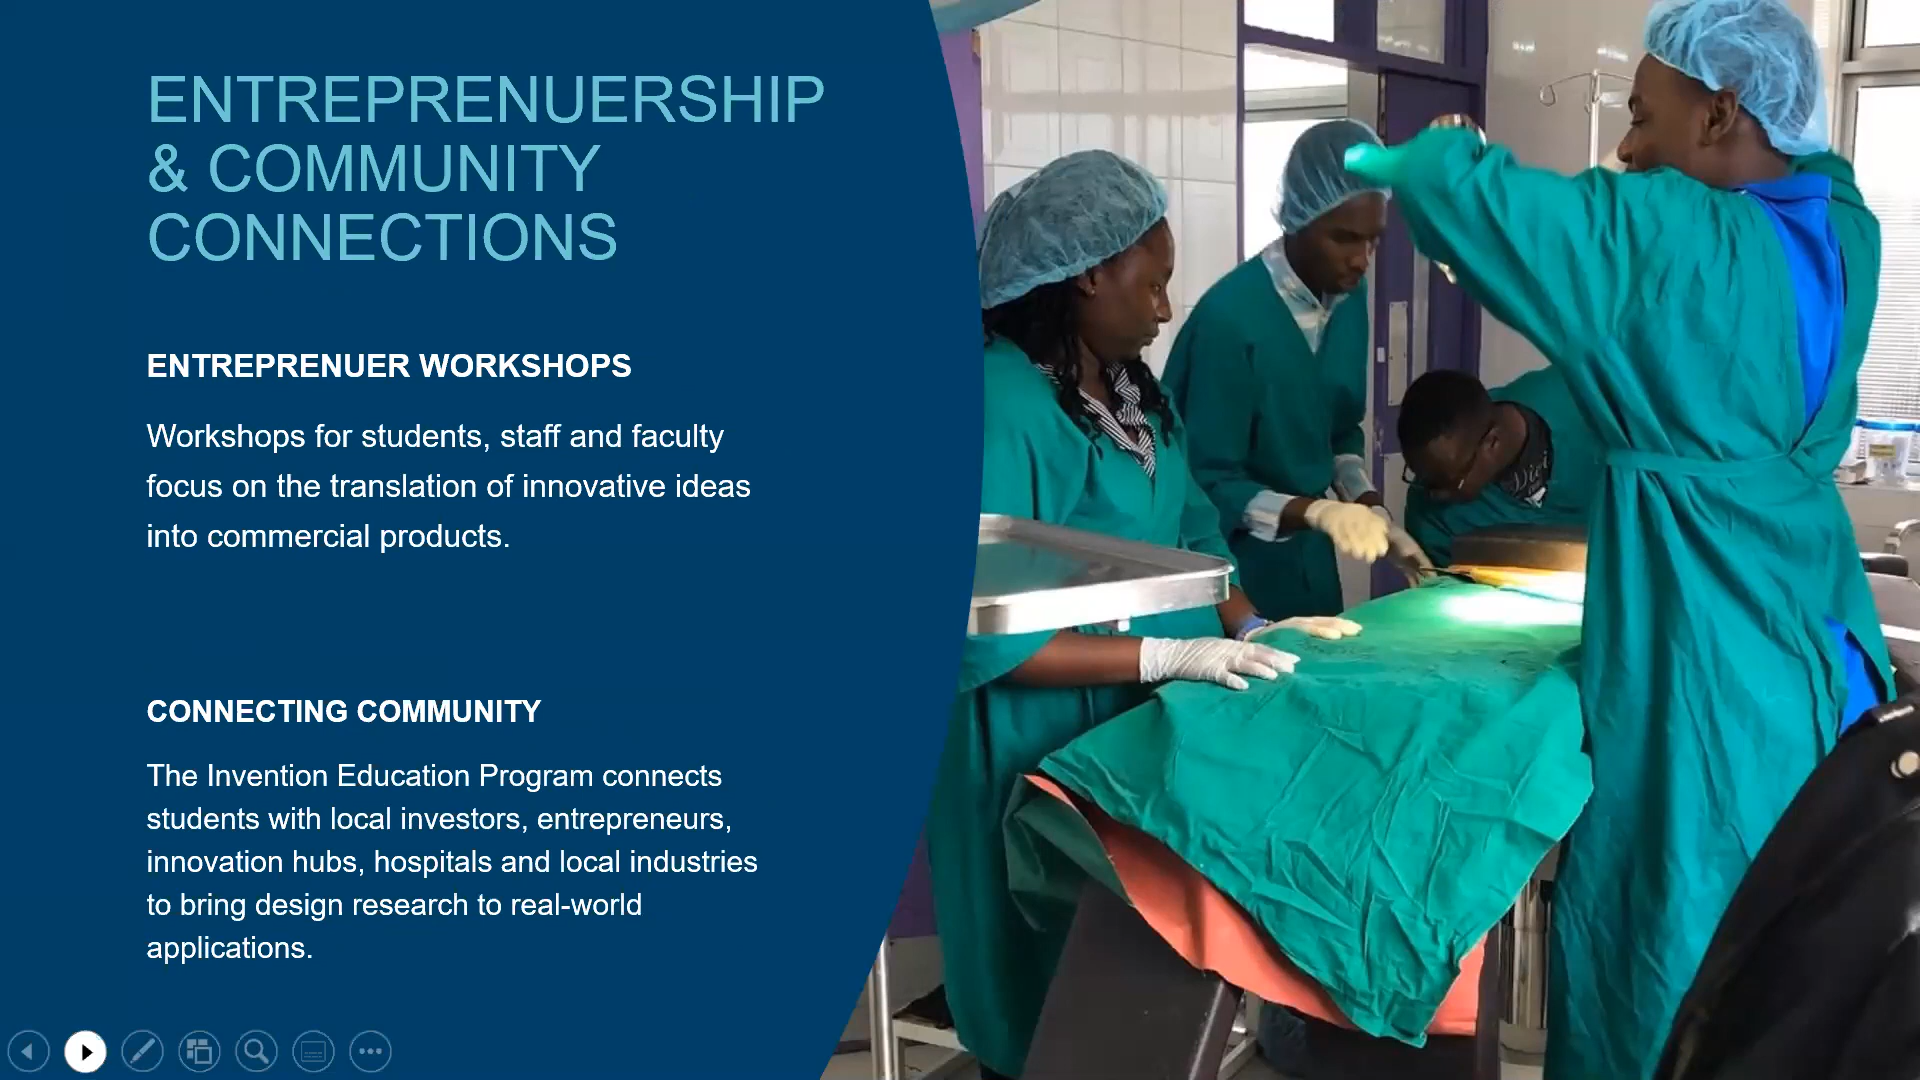 ENTREPRENUERSHIP
& COMMUNITY
CONNECTIONS
ENTREPRENUER WORKSHOPS
Workshops for students, staff and faculty
focus on the translation of innovative ideas
into commercial products.
CONNECTING COMMUNITY
The Invention Education Program connects
students with local investors, entrepreneurs,
innovation hubs, hospitals and local industries
to bring design research to real-world
applications.